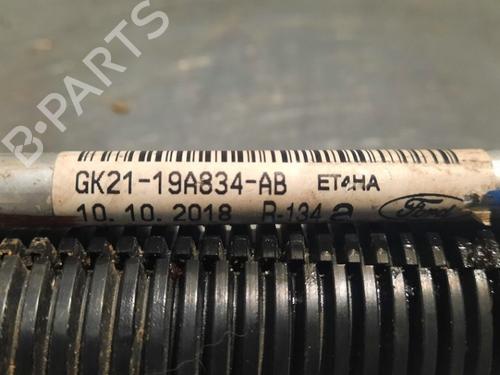 B-PARTS
GK21-19A834-AB ET4HA
10.10.2018 R-134a Ford